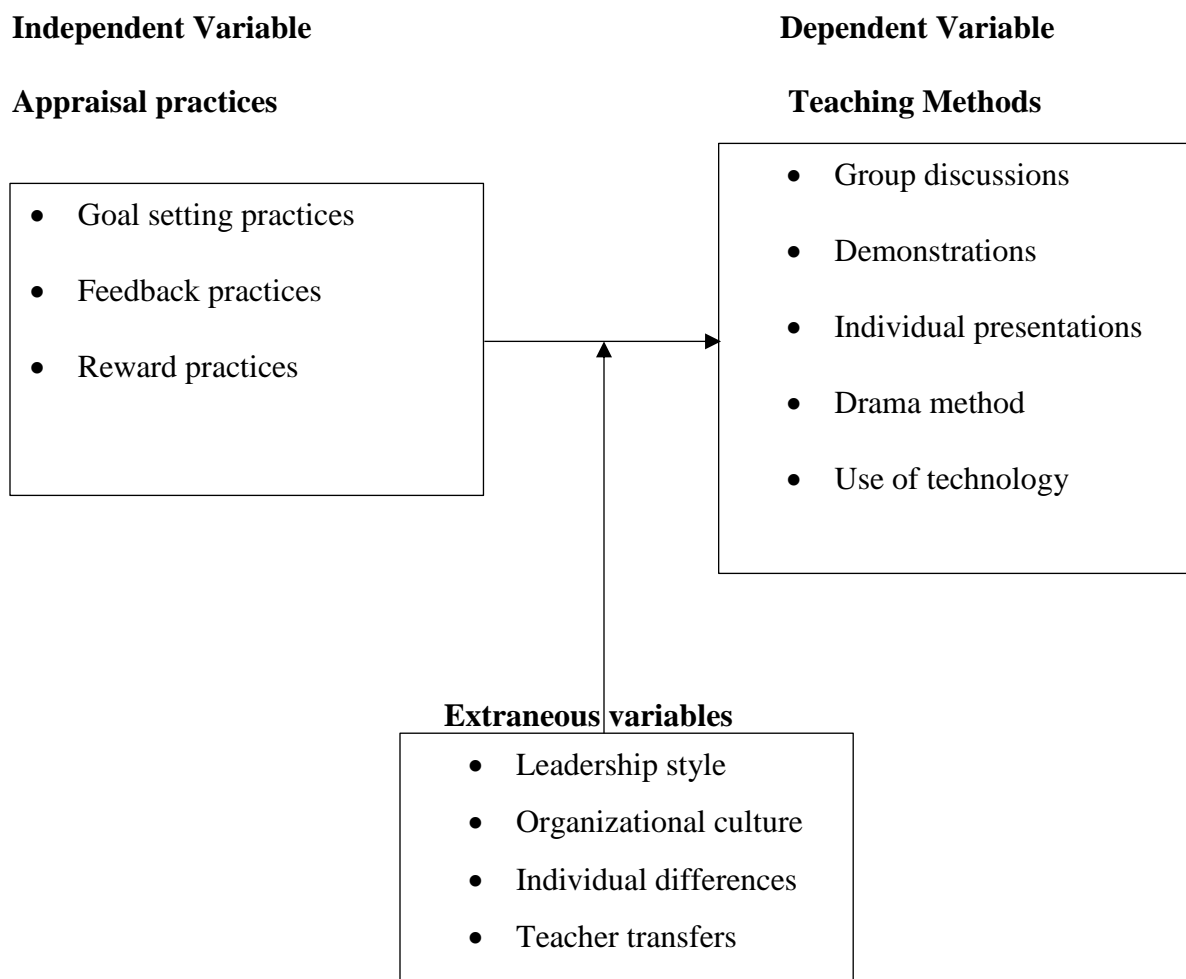 Independent Variable
Dependent Variable
Appraisal practices
Teaching Methods
• Goal setting practices
• Feedback practices
• Reward practices
• Group discussions
• Demonstrations
• Individual presentations
• Drama method
• Use of technology
Extraneous variables
• Leadership style
• Organizational culture
• Individual differences
• Teacher transfers